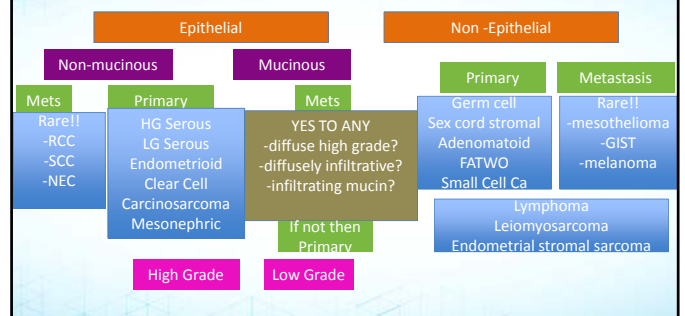 Epithelial
Non -Epithelial
Non-mucinous
Mucinous
Primary
Metastasis
Mets
Primary
Mets
Rare!!
-RCC
-SCC
-NEC
HG Serous
LG Serous
Endometrioid
Clear Cell
Carcinosarcoma
Mesonephric
YES TO ANY
-diffuse high grade?
-diffusely infiltrative?
-infiltrating mucin?
If not then
Primary
Germ cell
Sex cord stromal
Adenomatoid
FATWO
Small Cell Ca
Rare!!
-mesothelioma
-GIST
-melanoma
Lymphoma
Leiomyosarcoma
Endometrial stromal sarcoma
High Grade
Low Grade